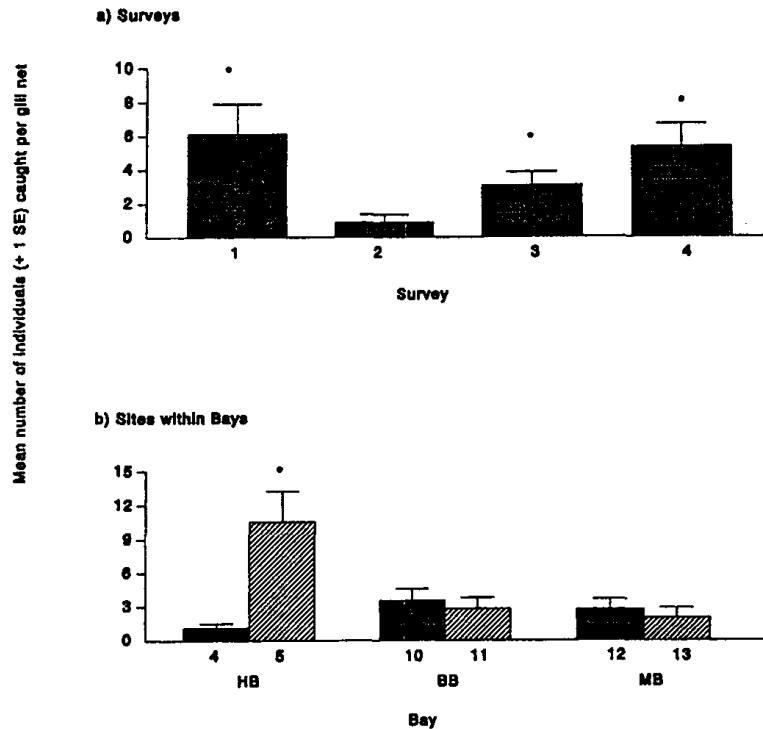 a) Surveys
Mean number of individuals (+ 1 SE) caught per gill net
10
8
6
4
2
0
1 2 3 4
Survey
b) Sites within Bays
15
12
9
6
3
0
4 5 10 11 12 13
HB BB MB
Bay